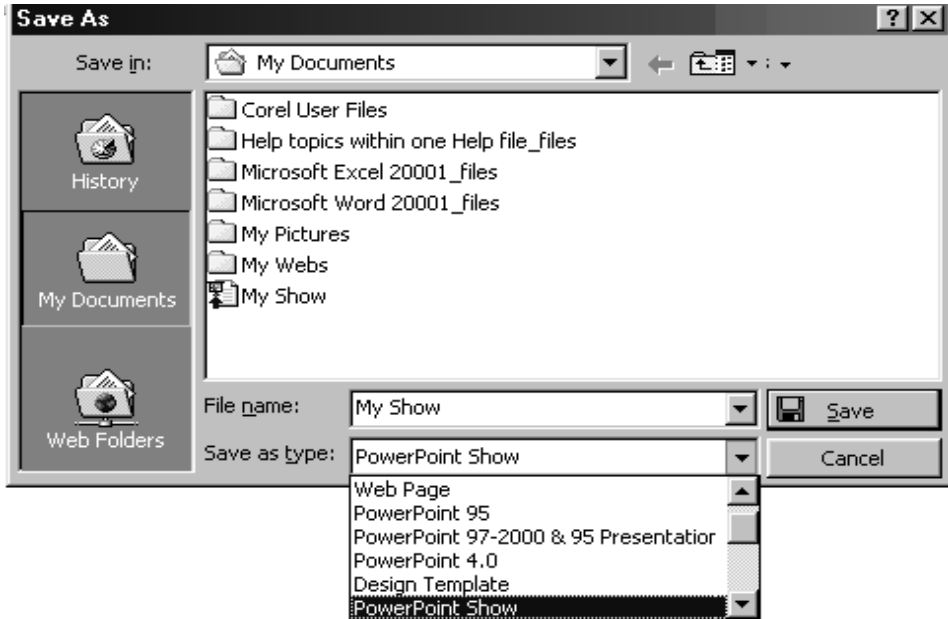 Save As
Save in:
My Documents
History
My Documents
Web Folders
Corel User Files
Help topics within one Help file_files
Microsoft Excel 20001_files
Microsoft Word 20001_files
My Pictures
My Webs
My Show
File name:
My Show
Save
Save as type:
PowerPoint Show
Cancel
Web Page
PowerPoint 95
PowerPoint 97-2000 & 95 Presentation
PowerPoint 4.0
Design Template
PowerPoint Show